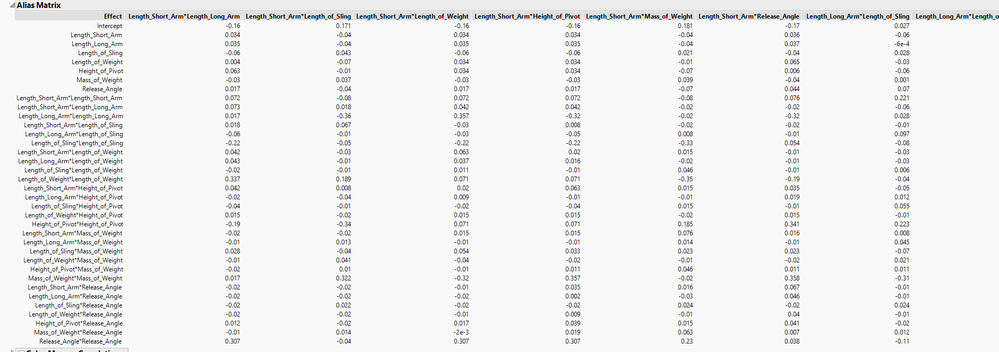 Alias Matrix
Effect Length_Short_Arm*Length_Long_Arm Length_Short_Arm*Length_of_Sling Length_Short_Arm*Length_of_Weight Length_Short_Arm*Height_of_Pivot Length_Short_Arm*Mass_of_Weight Length_Short_Arm*Release_Angle Length_Long_Arm*Length_of_Sling Length_Long_Arm*Length_o
Intercept -0.16 0.171 -0.16 -0.16 0.181 -0.17 0.027
Length_Short_Arm 0.034 -0.04 0.034 0.034 -0.04 0.036 -0.06
Length_Long_Arm 0.035 -0.04 0.035 0.035 -0.04 0.037 -6e-4
Length_of_Sling -0.06 0.043 -0.06 -0.06 0.021 -0.04 0.028
Length_of_Weight 0.004 -0.07 0.034 0.034 -0.01 0.065 -0.03
Height_of_Pivot 0.063 -0.01 0.034 0.034 -0.07 0.006 -0.06
Mass_of_Weight -0.03 0.037 -0.03 -0.03 0.039 -0.04 0.001
Release_Angle 0.017 -0.04 0.017 0.017 -0.07 0.044 0.07
Length_Short_Arm*Length_Short_Arm 0.072 -0.08 0.072 0.072 -0.08 0.076 0.221
Length_Short_Arm*Length_Long_Arm 0.073 0.018 0.042 0.042 -0.02 -0.02 -0.06
Length_Long_Arm*Length_Long_Arm 0.017 -0.36 0.357 -0.32 -0.02 -0.32 0.028
Length_Short_Arm*Length_of_Sling 0.018 0.067 -0.03 0.008 -0.02 -0.02 -0.01
Length_Long_Arm*Length_of_Sling -0.06 -0.01 -0.03 -0.05 0.008 -0.01 0.097
Length_of_Sling*Length_of_Sling -0.22 -0.05 -0.22 -0.22 -0.33 0.054 -0.08
Length_Short_Arm*Length_of_Weight 0.042 -0.03 0.063 0.02 0.015 -0.01 -0.03
Length_Long_Arm*Length_of_Weight 0.043 -0.01 0.037 0.016 -0.02 -0.01 -0.03
Length_of_Sling*Length_of_Weight -0.02 -0.01 0.011 -0.01 0.046 -0.01 0.006
Length_of_Weight*Length_of_Weight 0.337 0.189 0.071 0.071 -0.35 -0.19 -0.04
Length_Short_Arm*Height_of_Pivot 0.042 0.008 0.02 0.063 0.015 0.035 -0.05
Length_Long_Arm*Height_of_Pivot -0.02 -0.04 0.009 -0.01 -0.01 0.019 0.012
Length_of_Sling*Height_of_Pivot -0.04 -0.01 -0.02 -0.04 0.015 -0.01 0.055
Length_of_Weight*Height_of_Pivot 0.015 -0.02 0.015 0.015 -0.02 0.015 -0.01
Height_of_Pivot*Height_of_Pivot -0.19 -0.34 0.071 0.071 0.185 0.341 0.223
Length_Short_Arm*Mass_of_Weight -0.02 -0.02 0.015 0.015 0.076 0.016 0.008
Length_Long_Arm*Mass_of_Weight -0.01 0.013 -0.01 -0.01 0.014 -0.01 0.045
Length_of_Sling*Mass_of_Weight 0.028 -0.04 0.054 0.033 0.023 0.023 -0.07
Length_of_Weight*Mass_of_Weight -0.01 0.041 -0.04 -0.02 -0.01 -0.02 0.021
Height_of_Pivot*Mass_of_Weight -0.02 0.01 -0.01 0.011 0.046 0.011 0.011
Mass_of_Weight*Mass_of_Weight 0.017 0.322 -0.32 0.357 -0.02 0.358 -0.31
Length_Short_Arm*Release_Angle -0.02 -0.02 -0.01 0.035 0.016 0.067 -0.01
Length_Long_Arm*Release_Angle -0.02 -0.02 -0.02 0.002 -0.03 0.046 -0.01
Length_of_Sling*Release_Angle -0.02 0.022 -0.02 -0.02 0.024 -0.02 0.024
Length_of_Weight*Release_Angle -0.02 -0.02 -0.01 0.009 -0.01 0.04 -0.01
Height_of_Pivot*Release_Angle 0.012 -0.02 0.017 0.039 0.015 0.041 -0.02
Mass_of_Weight*Release_Angle -0.01 0.014 -2e-3 0.019 0.063 0.007 0.012
Release_Angle*Release_Angle 0.307 -0.04 0.307 0.307 0.23 0.038 -0.11